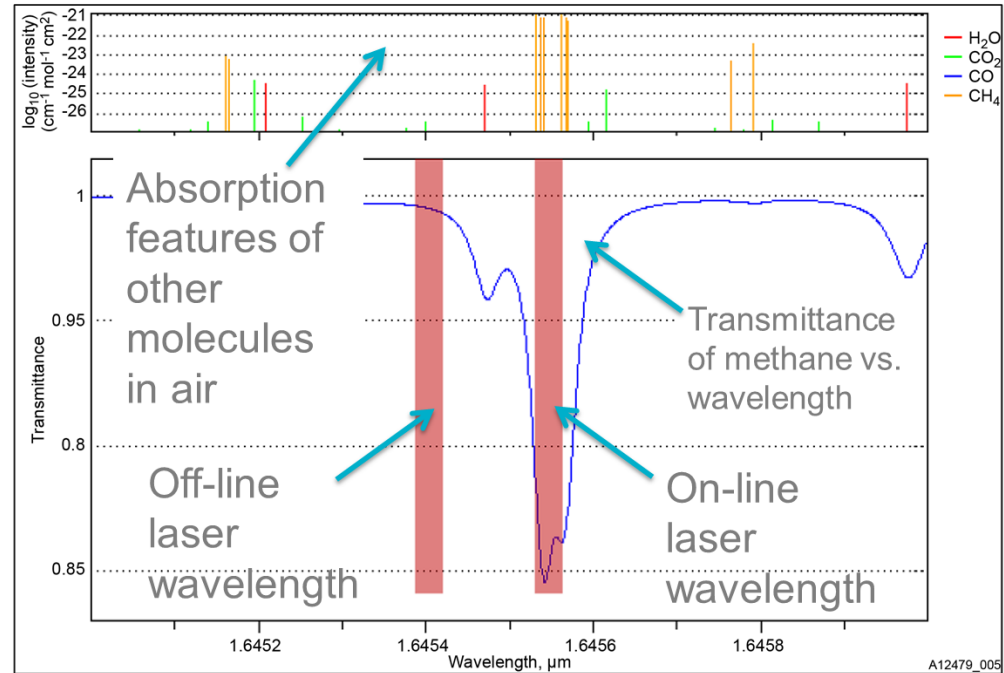 log10 (intensity)
(cm-1 mol-1 cm2)
-21
-22
-23
-24
-25
-26
H2O
CO2
CO
CH4
Absorption
features of
other
molecules
in air
Transmittance
of methane vs.
wavelength
Off-line
laser
wavelength
On-line
laser
wavelength
Transmittance
1
0.95
0.8
0.85
1.6452
1.6454
1.6456
1.6458
Wavelength, µm
A12479_005